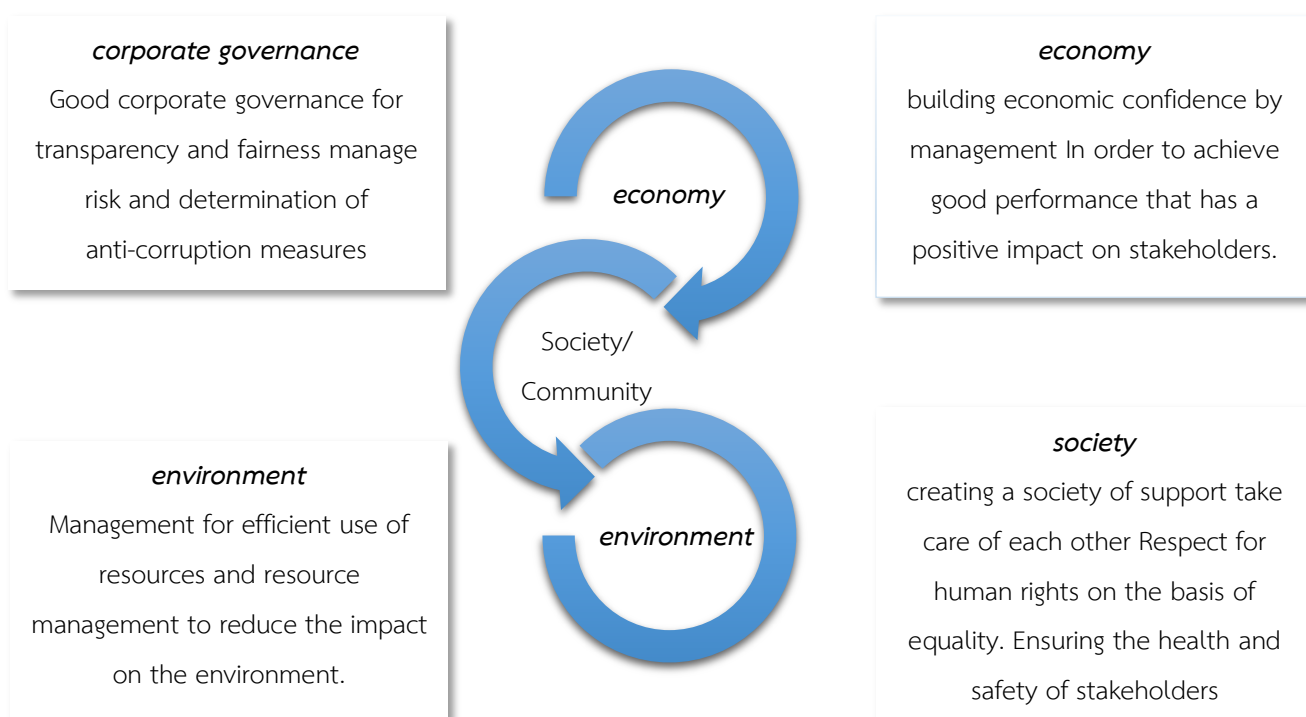 corporate governance
Good corporate governance for
transparency and fairness manage
risk and determination of
anti-corruption measures
economy
building economic confidence by
management In order to achieve
good performance that has a
positive impact on stakeholders.
economy
Society/
Community
environment
environment
Management for efficient use of
resources and resource
management to reduce the impact
on the environment.
society
creating a society of support take
care of each other Respect for
human rights on the basis of
equality. Ensuring the health and
safety of stakeholders